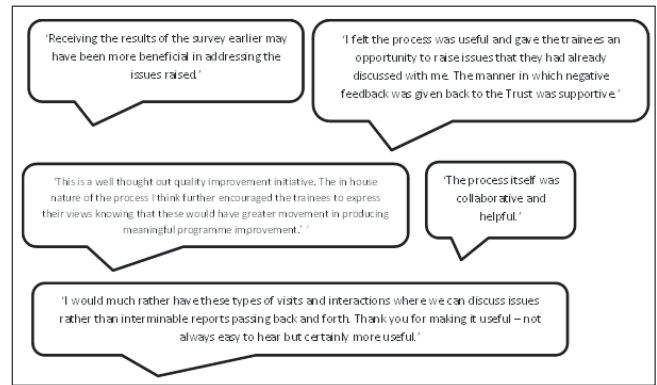 ‘Receiving the results of the survey earlier may
have been more beneficial in addressing the
issues raised.’
‘I felt the process was useful and gave the trainees an
opportunity to raise issues that they had already
discussed with me. The manner in which negative
feedback was given back to the Trust was supportive.’
‘This is a well thought out quality improvement initiative. The in house
nature of the process I think further encouraged the trainees to express
their views knowing that these would have greater movement in producing
meaningful programme improvement.’ ’
‘The process itself was
collaborative and
helpful.’
‘I would much rather have these types of visits and interactions where we can discuss issues
rather than interminable reports passing back and forth. Thank you for making it useful – not
always easy to hear but certainly more useful.’